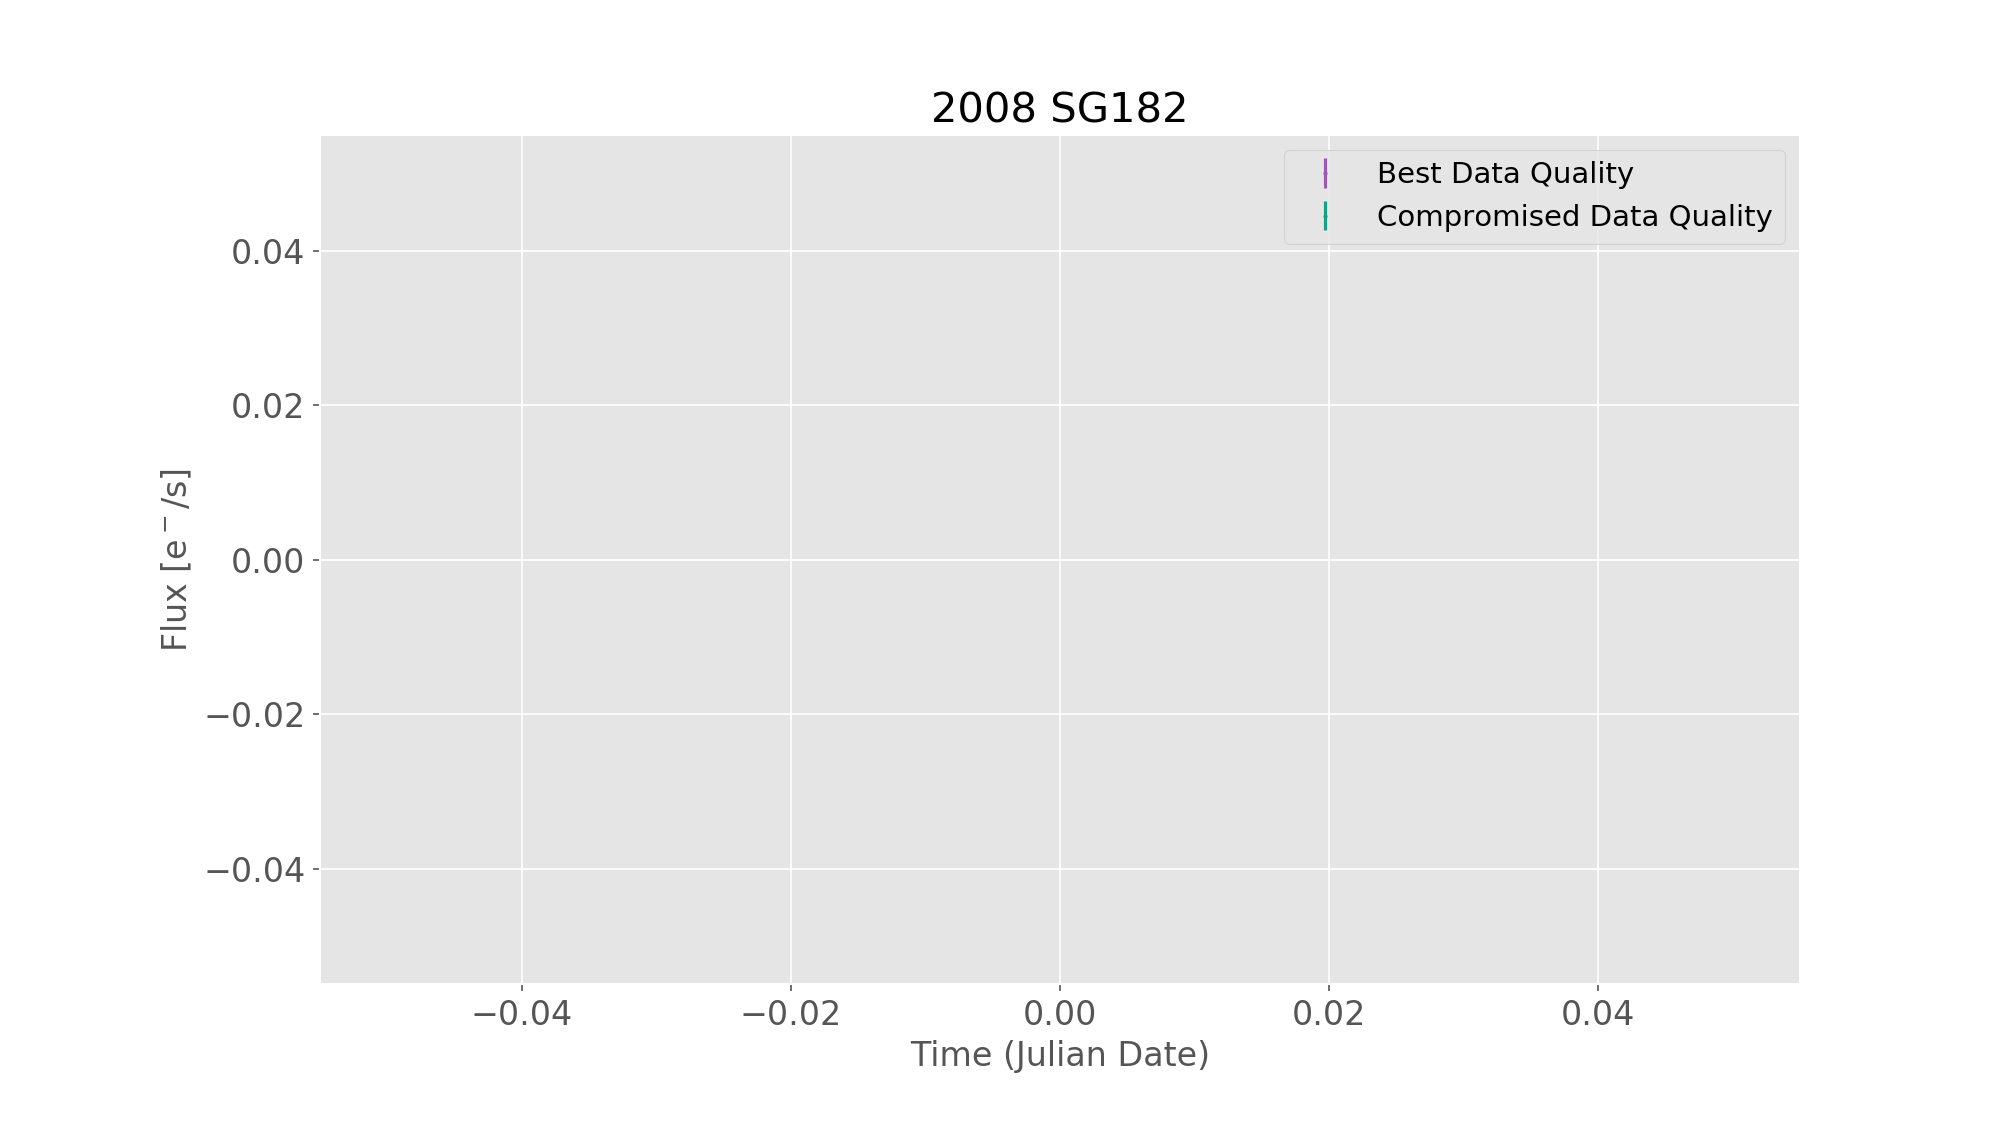 2008 SG182
Best Data Quality
Compromised Data Quality
0.04
0.02
0.00
−0.02
−0.04
Flux [e⁻/s]
−0.04
−0.02
0.00
0.02
0.04
Time (Julian Date)